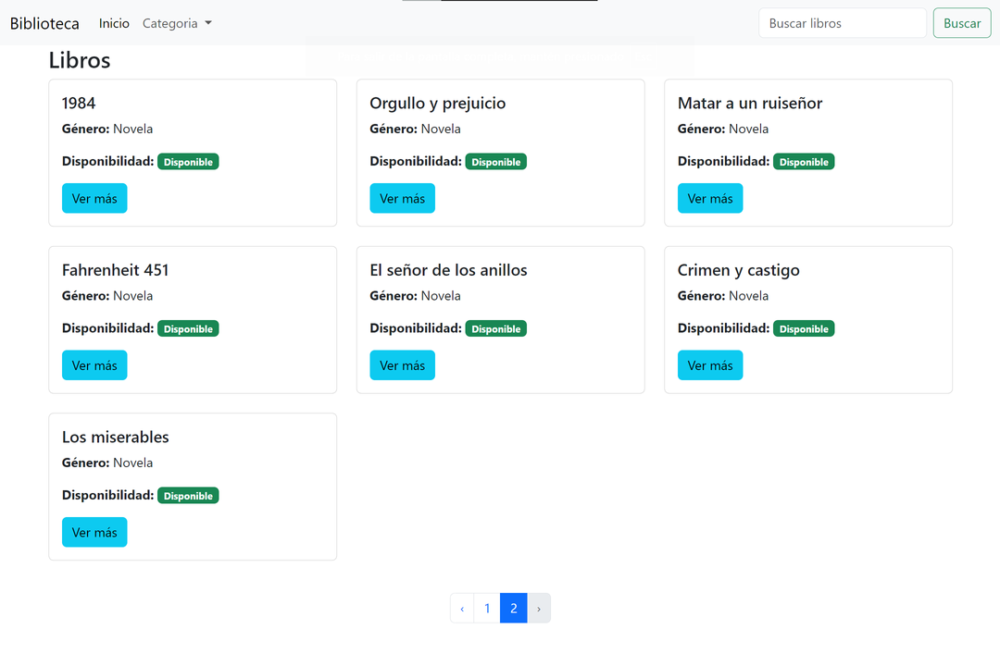 Biblioteca Inicio Categoria Buscar libros Buscar
Libros
1984 Orgullo y prejuicio Matar a un ruiseñor
Género: Novela Género: Novela Género: Novela
Disponibilidad: Disponible Disponibilidad: Disponible Disponibilidad: Disponible
Ver más Ver más Ver más
Fahrenheit 451 El señor de los anillos Crimen y castigo
Género: Novela Género: Novela Género: Novela
Disponibilidad: Disponible Disponibilidad: Disponible Disponibilidad: Disponible
Ver más Ver más Ver más
Los miserables
Género: Novela
Disponibilidad: Disponible
Ver más
‹ 1 2 ›